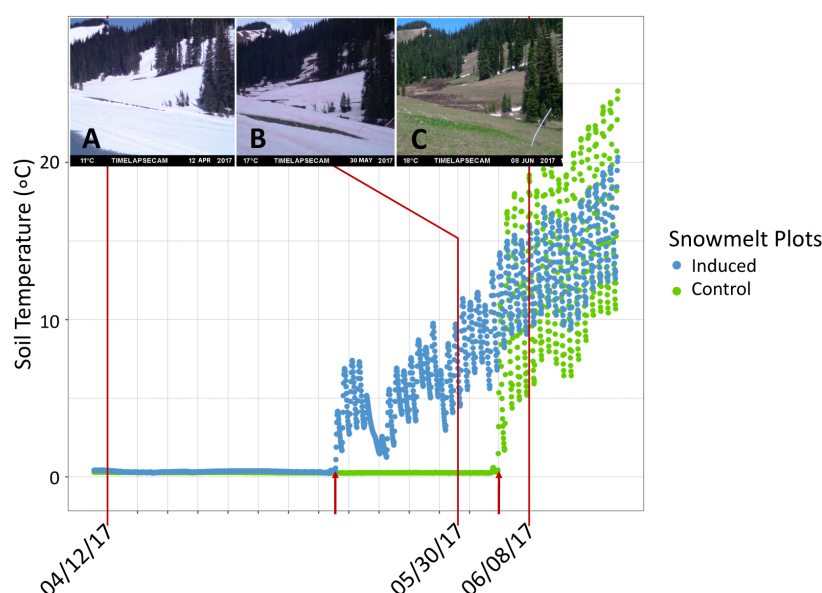 A
B
C
11°C TIMELAPSECAM 12 APR 2017
17°C TIMELAPSECAM 30 MAY 2017
18°C TIMELAPSECAM 08 JUN 2017 1
Soil Temperature (°C)
20
10
0
Snowmelt Plots
Induced
Control
04/12/17
05/30/17
06/08/17